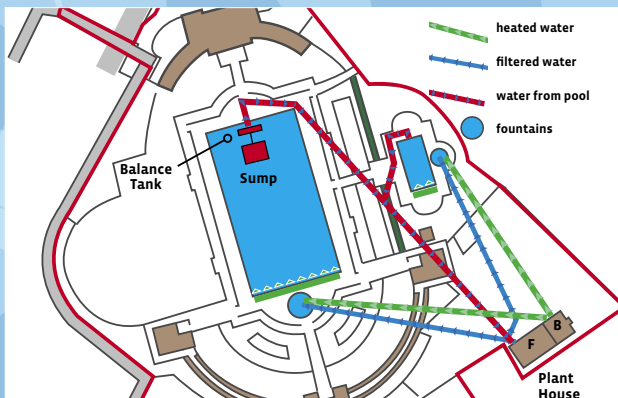 heated water
filtered water
water from pool
fountains
Balance
Tank
Sump
B
F
Plant
House